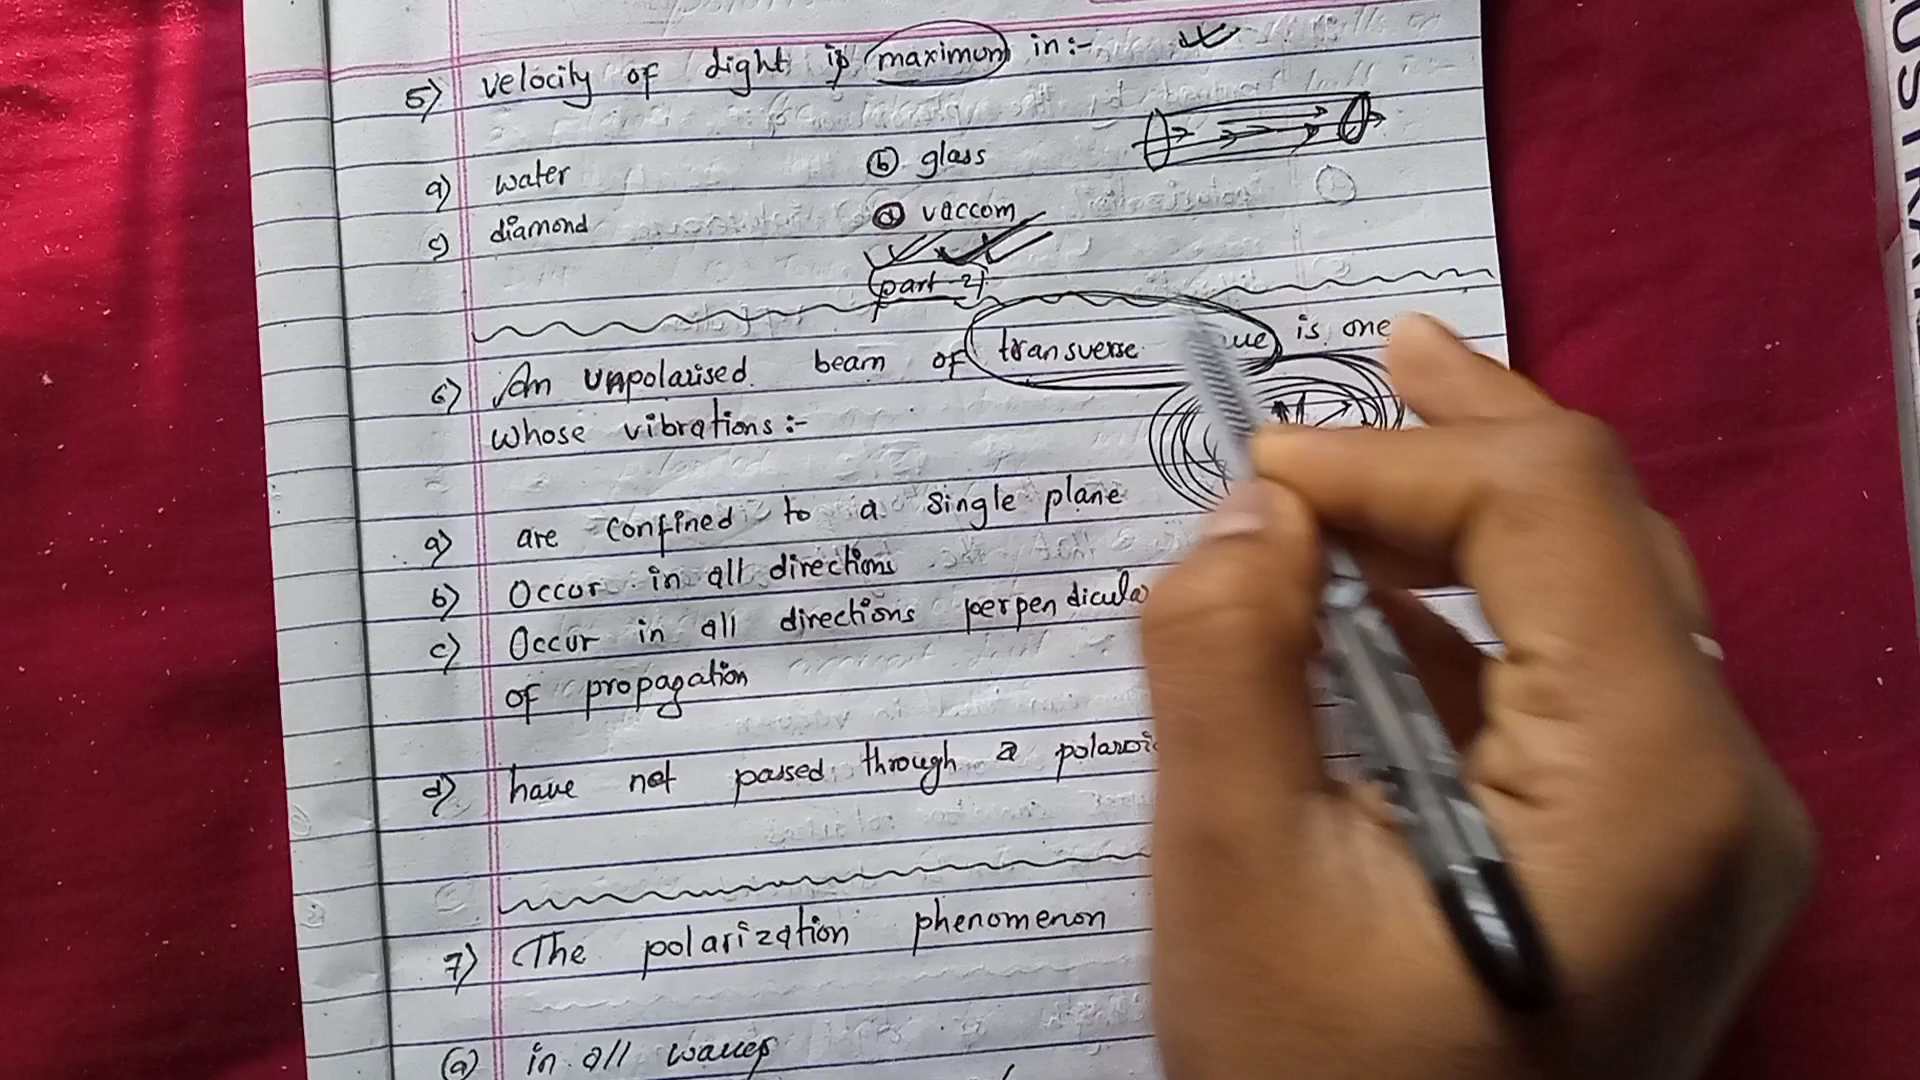 5) velocity of light is maximum in:-
a) water (b) glass
c) diamond (d) vaccom
(part-2)
6) An unpolarised beam of transverse is one
whose vibrations:-
a) are confined to a single plane
b) Occur in all directions
c) Occur in all directions perpendicular
of propagation
d) have not passed through a
7) The polarization phenomenon
(a) in all waves